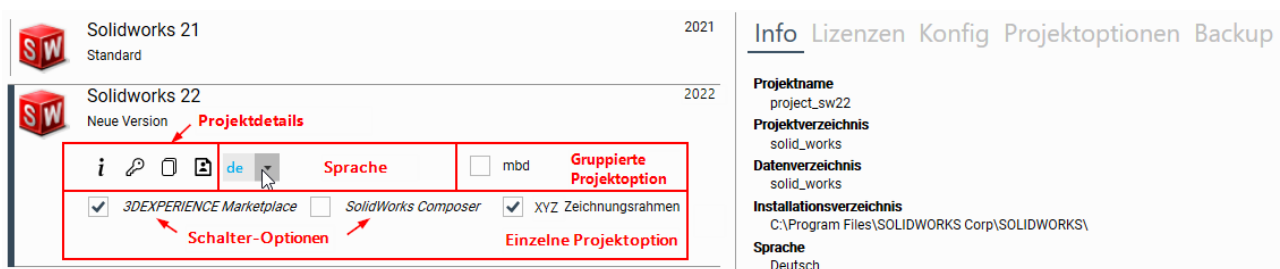 Solidworks 21
2021
Standard
Solidworks 22
2022
Neue Version
Projektdetails
de
Sprache
mbd
Gruppierte
Projektoption
3DEXPERIENCE Marketplace
SolidWorks Composer
XYZ Zeichnungsrahmen
Schalter-Optionen
Einzelne Projektoption
Info Lizenzen Konfig Projektoptionen Backup
Projektname
project_sw22
Projektverzeichnis
solid_works
Datenverzeichnis
solid_works
Installationsverzeichnis
C:\Program Files\SOLIDWORKS Corp\SOLIDWORKS\
Sprache
Deutsch